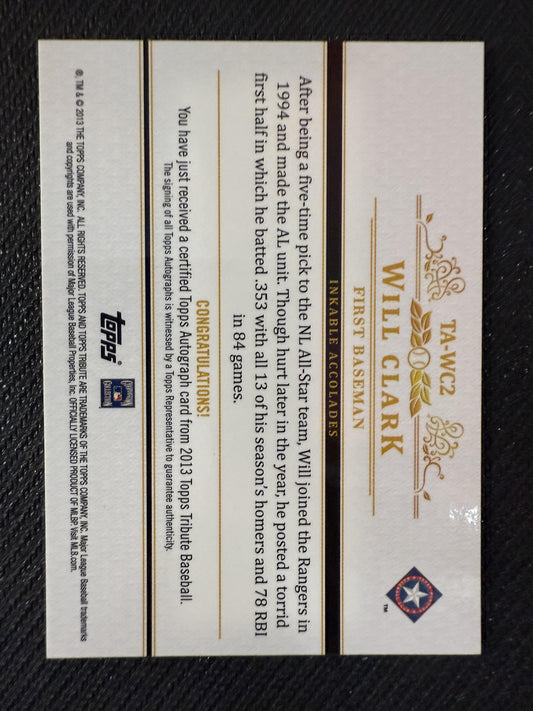 TA-WC2
WILL CLARK
FIRST BASEMAN
™
INKABLE ACCOLADES
After being a five-time pick to the NL All-Star team, Will joined the Rangers in
1994 and made the AL unit. Though hurt later in the year, he posted a torrid
first half in which he batted .353 with all 13 of his season's homers and 78 RBI
in 84 games.
CONGRATULATIONS!
You have just received a certified Topps Autograph card from 2013 Topps Tribute Baseball.
The signing of all Topps Autographs is witnessed by a Topps Representative to guarantee authenticity.
topps®
COOPERSTOWN
COLLECTION
®, TM & © 2013 THE TOPPS COMPANY, INC. ALL RIGHTS RESERVED. TOPPS AND TOPPS TRIBUTE ARE TRADEMARKS OF THE TOPPS COMPANY, INC. Major League Baseball trademarks
and copyrights are used with permission of Major League Baseball Properties, Inc. OFFICIALLY LICENSED PRODUCT OF MLBP. Visit MLB.com.